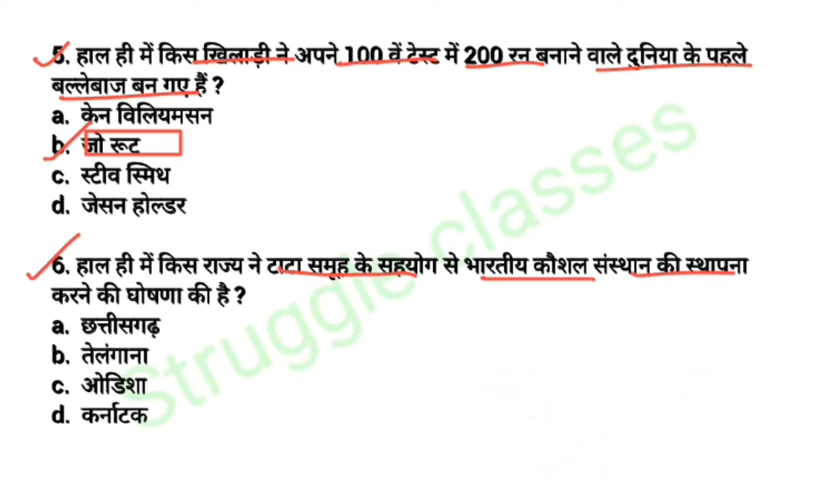 5. हाल ही में किस खिलाड़ी ने अपने 100 वें टेस्ट में 200 रन बनाने वाले दुनिया के पहले
बल्लेबाज बन गए हैं ?
a. केन विलियमसन
b. जो रूट
c. स्टीव स्मिथ
d. जेसन होल्डर
6. हाल ही में किस राज्य ने टाटा समूह के सहयोग से भारतीय कौशल संस्थान की स्थापना
करने की घोषणा की है ?
a. छत्तीसगढ़
b. तेलंगाना
c. ओडिशा
d. कर्नाटक
Struggle classes